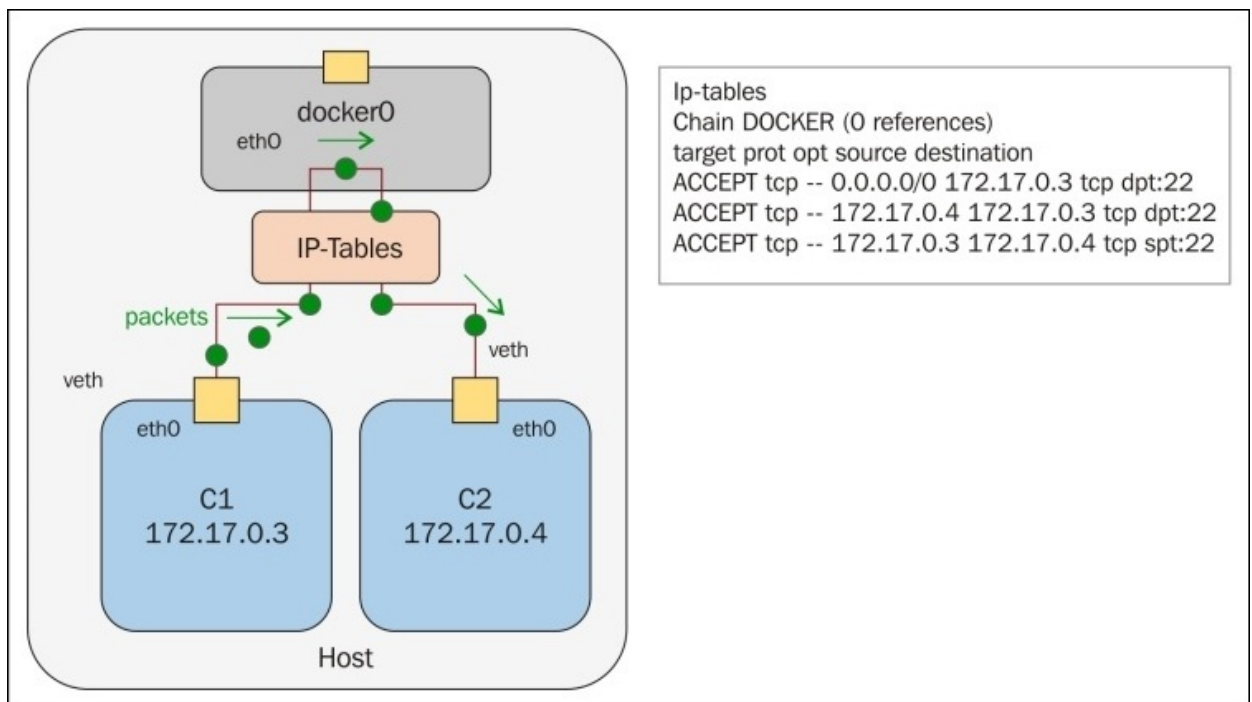 docker0
eth0
IP-Tables
packets
veth
veth
eth0
eth0
C1
172.17.0.3
C2
172.17.0.4
Host
Ip-tables
Chain DOCKER (0 references)
target prot opt source destination
ACCEPT tcp -- 0.0.0.0/0 172.17.0.3 tcp dpt:22
ACCEPT tcp -- 172.17.0.4 172.17.0.3 tcp dpt:22
ACCEPT tcp -- 172.17.0.3 172.17.0.4 tcp spt:22